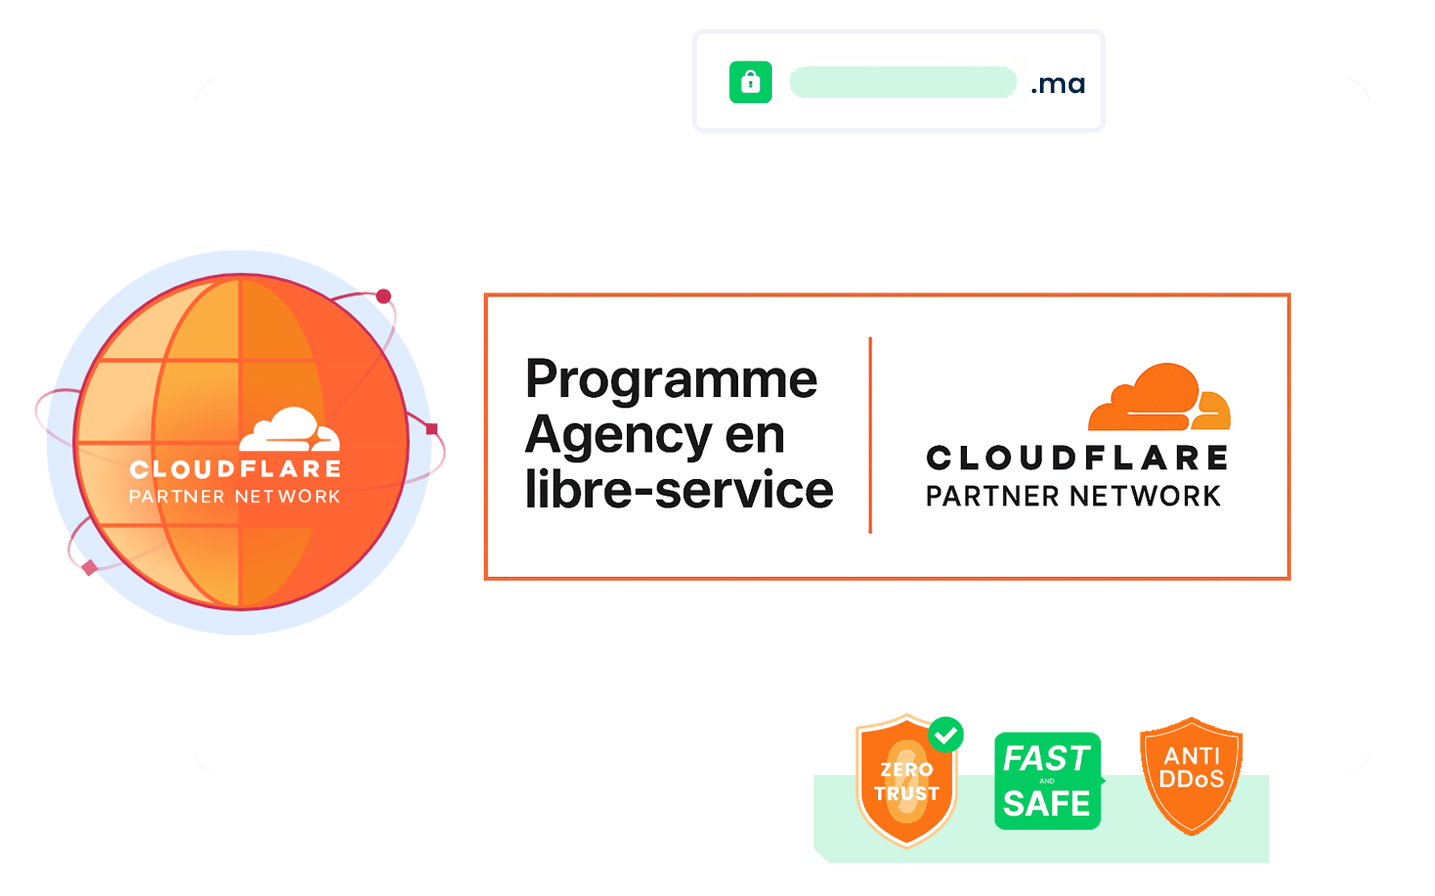 .ma
CLOUDFLARE
PARTNER NETWORK
Programme
Agency en
libre-service
CLOUDFLARE
PARTNER NETWORK
ZERO
TRUST
FAST
AND
SAFE
ANTI
DDoS